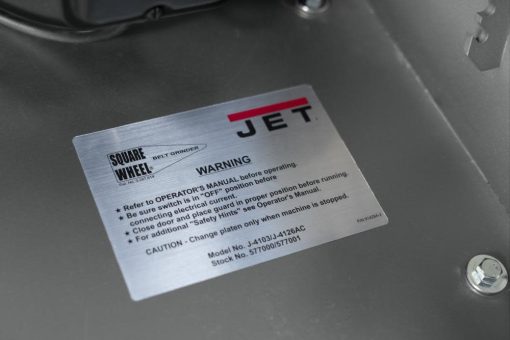 SQUARE
WHEEL
BELT GRINDER
JET
WARNING
★ Refer to OPERATOR'S MANUAL before operating.
★ Be sure switch is in "OFF" position before
connecting electrical current.
★ Close door and place guard in proper position before running.
★ For additional "Safety Hints" see Operator's Manual.
CAUTION - Change platen only when machine is stopped.
Model No. J-4103/J-4126AC
Stock No. 577000/577001